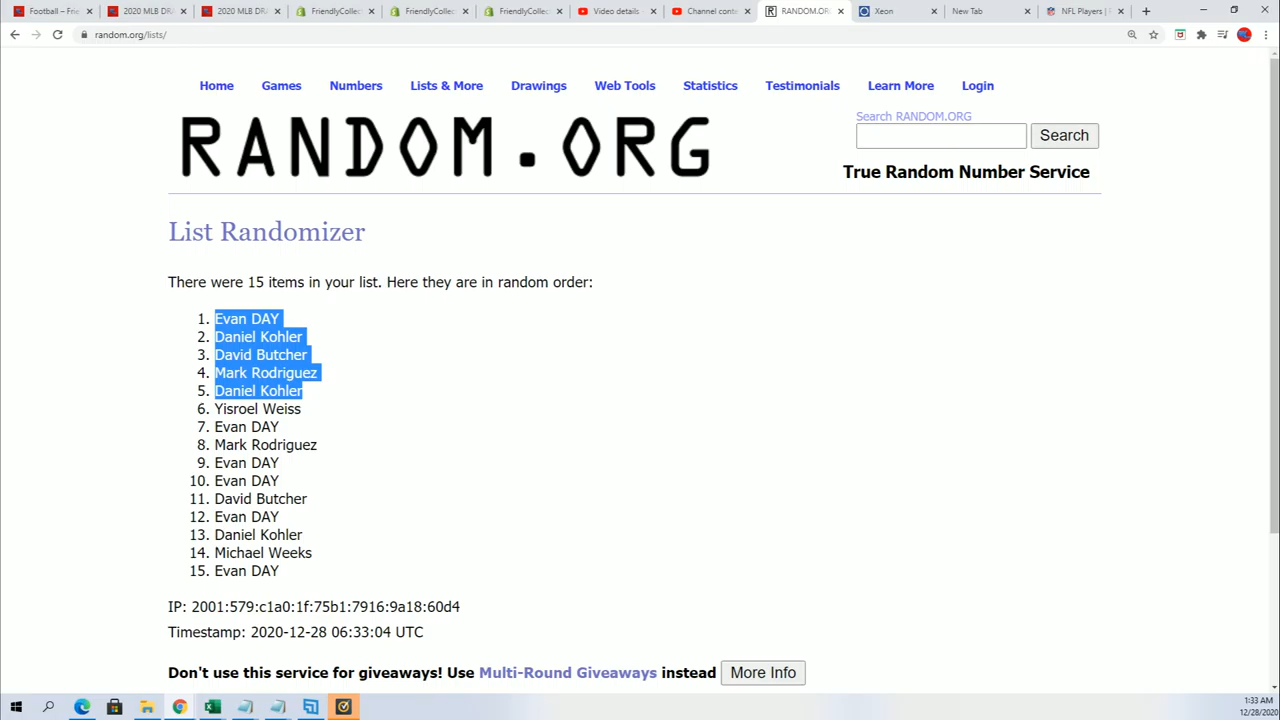 Football – Frie
2020 MLB DRA
2020 MLB DRA
FriendlyCollec
FriendlyCollec
FriendlyCollec
Video details
Channel conte
RANDOM.OR
Xeon
New Tab
NFL Players |
random.org/lists/
Home Games Numbers Lists & More Drawings Web Tools Statistics Testimonials Learn More Login
RANDOM.ORG
Search RANDOM.ORG
Search
True Random Number Service
List Randomizer
There were 15 items in your list. Here they are in random order:
1. Evan DAY
2. Daniel Kohler
3. David Butcher
4. Mark Rodriguez
5. Daniel Kohler
6. Yisroel Weiss
7. Evan DAY
8. Mark Rodriguez
9. Evan DAY
10. Evan DAY
11. David Butcher
12. Evan DAY
13. Daniel Kohler
14. Michael Weeks
15. Evan DAY
IP: 2001:579:c1a0:1f:75b1:7916:9a18:60d4
Timestamp: 2020-12-28 06:33:04 UTC
Don't use this service for giveaways! Use Multi-Round Giveaways instead More Info
1:33 AM
12/28/2020